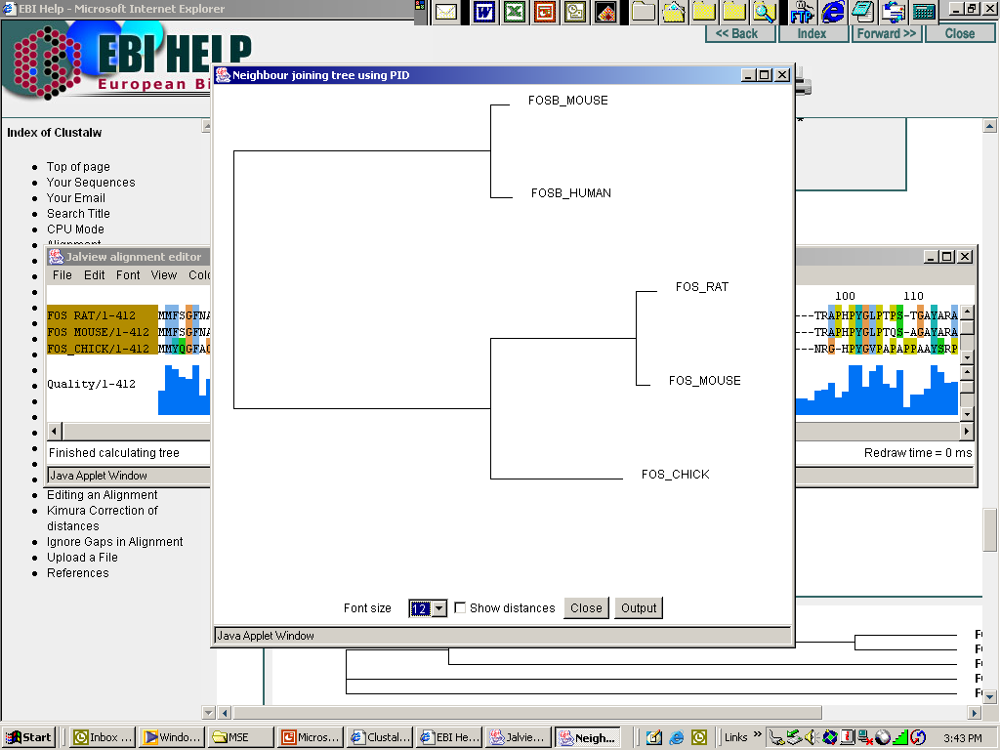 EBI Help - Microsoft Internet Explorer
<< Back
Index
Forward >>
Close
EBI HELP
European Bi
Index of Clustalw
Top of page
Your Sequences
Your Email
Search Title
CPU Mode
Alignment
Editing an Alignment
Kimura Correction of
distances
Ignore Gaps in Alignment
Upload a File
References
Neighbour joining tree using PID
FOSB_MOUSE
FOSB_HUMAN
FOS_RAT
FOS_MOUSE
FOS_CHICK
Font size
12
Show distances
Close
Output
Java Applet Window
Jalview alignment editor
File Edit Font View Colo
100 110
FOS_RAT/1-412 MMFSGFNA ---TRAPHPYGLPTPS-TGAYARA
FOS_MOUSE/1-412 MMFSGFNA ---TRAPHPYGLPTQS-AGAYARA
FOS_CHICK/1-412 MMYQGFAG ---NRG-HPYGVPAPAPPAAYSRP
Quality/1-412
Finished calculating tree
Redraw time = 0 ms
Java Applet Window
Start
Inbox ...
Windo...
MSE
Micros...
Clustal...
EBI He...
Jalvie...
Neigh...
Links »
3:43 PM